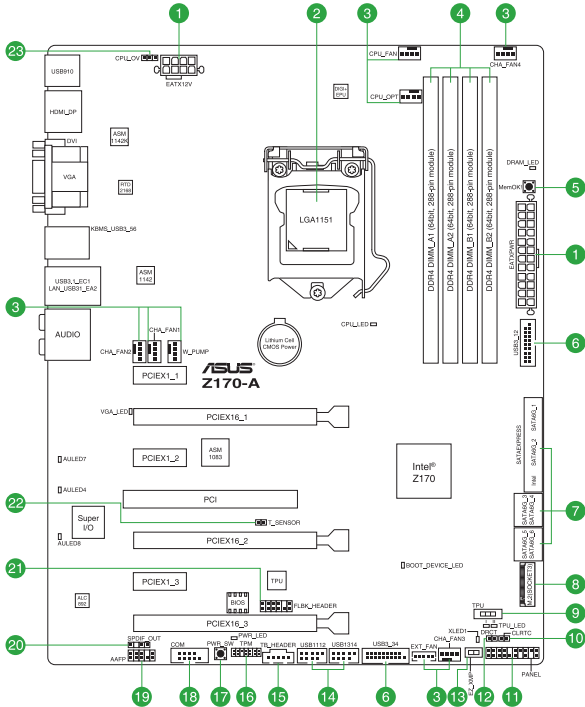 1
2
3
4
3
23
CPU_OV
EATX12V
CPU_FAN
CHA_FAN4
USB910
DIGI+
EPU
CPU_OPT
HDMI_DP
ASM
1142K
DVI
VGA
RTD
2168
DRAM_LED
MemOK!
5
LGA1151
DDR4 DIMM_A1 (64bit, 288-pin module)
DDR4 DIMM_A2 (64bit, 288-pin module)
DDR4 DIMM_B1 (64bit, 288-pin module)
DDR4 DIMM_B2 (64bit, 288-pin module)
EATXPWR
1
KBMS_USB3_56
USB3.1_EC1
LAN_USB31_EA2
ASM
1142
3
AUDIO
CHA_FAN1
CHA_FAN2
W_PUMP
CPU_LED
Lithium Cell
CMOS Power
USB3_12
6
PCIEX1_1
ASUS
Z170-A
VGA_LED
PCIEX16_1
SATAEXPRESS
SATA6G_1
SATA6G_2
Intel
AULED7
PCIEX1_2
ASM
1083
Intel®
Z170
AULED4
PCI
SATA6G_3
SATA6G_4
7
22
Super
I/O
T_SENSOR
AULED8
PCIEX16_2
SATA6G_5
SATA6G_6
21
BOOT_DEVICE_LED
PCIEX1_3
TPU
M.2(SOCKET3)
8
ALC
892
BIOS
FLBK_HEADER
TPU
9
PCIEX16_3
TPU_LED
20
SPDIF_OUT
PWR_LED
XLED1
DRCT
CLRTC
10
AAFP
COM
PWR_SW
TPM
TB_HEADER
USB1112
USB1314
USB3_34
EXT_FAN
CHA_FAN3
EZ_XMP
PANEL
19
18
17
16
15
14
6
3
13
12
11